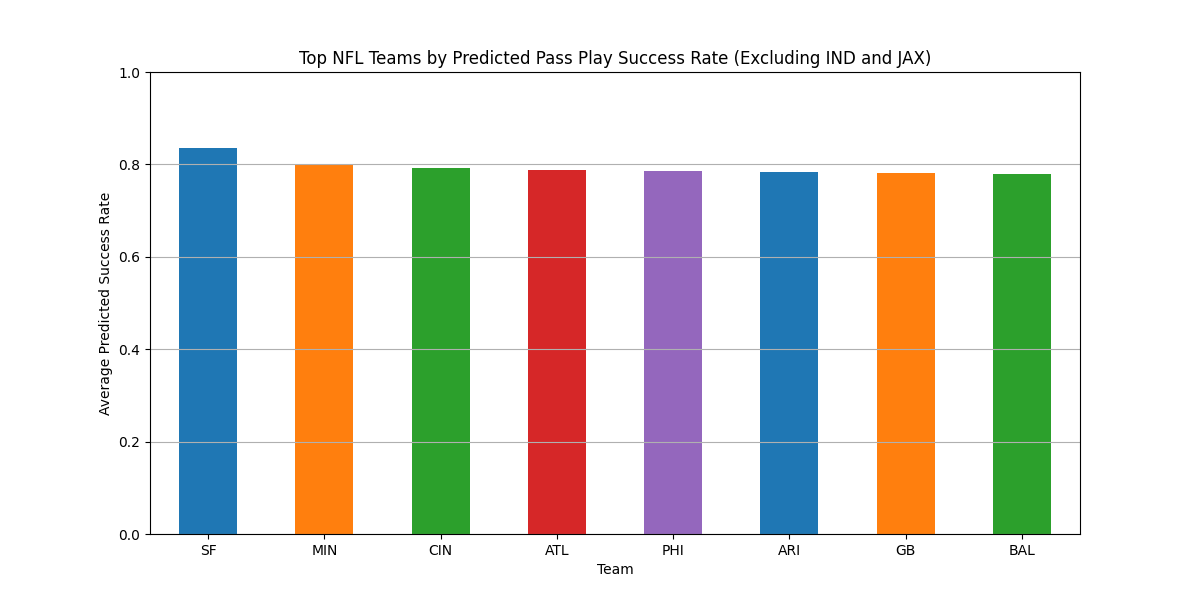 Top NFL Teams by Predicted Pass Play Success Rate (Excluding IND and JAX)
Average Predicted Success Rate
1.0
0.8
0.6
0.4
0.2
0.0
SF MIN CIN ATL PHI ARI GB BAL
Team